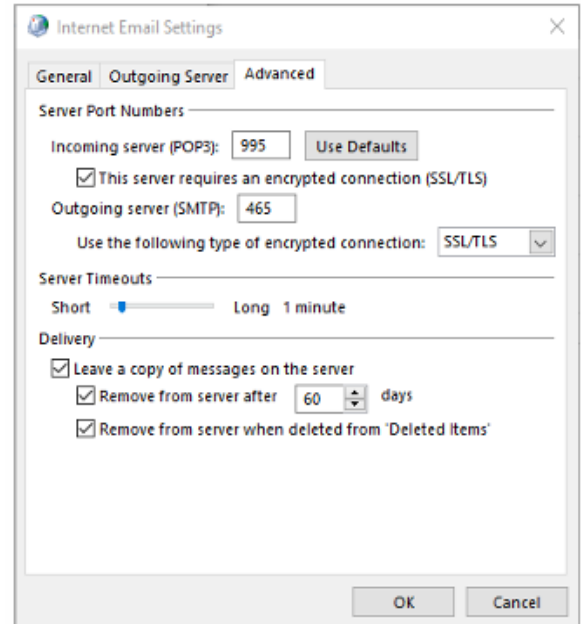 Internet Email Settings
General Outgoing Server Advanced
Server Port Numbers
Incoming server (POP3): 995 Use Defaults
This server requires an encrypted connection (SSL/TLS)
Outgoing server (SMTP): 465
Use the following type of encrypted connection: SSL/TLS
Server Timeouts
Short Long 1 minute
Delivery
Leave a copy of messages on the server
Remove from server after 60 days
Remove from server when deleted from 'Deleted Items'
OK Cancel